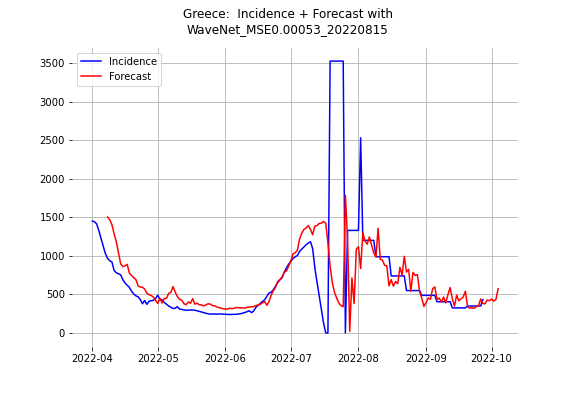 Greece:  Incidence + Forecast with
WaveNet_MSE0.00053_20220815
Incidence
Forecast
3500
3000
2500
2000
1500
1000
500
0
2022-04 2022-05 2022-06 2022-07 2022-08 2022-09 2022-10